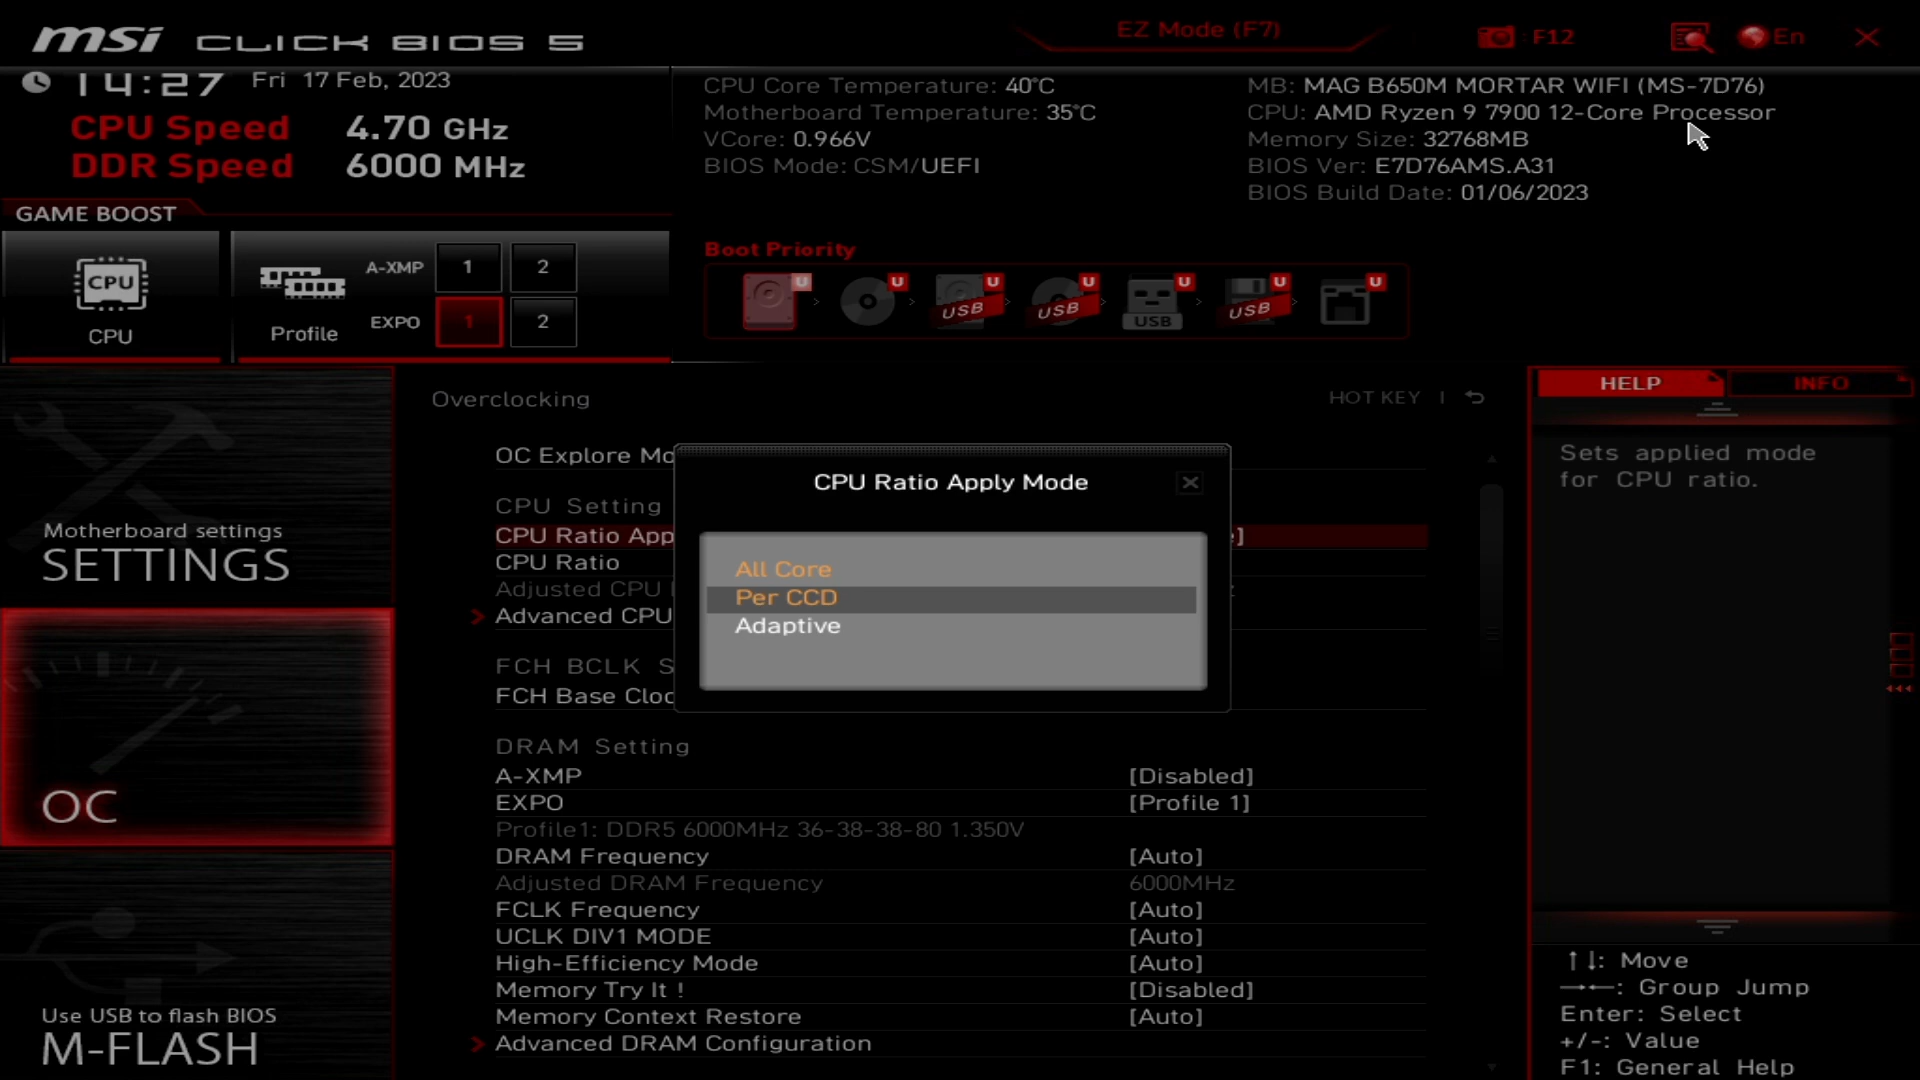 msi CLICK BIOS 5
EZ Mode (F7)
F12
En
14:27 Fri 17 Feb, 2023
CPU Speed 4.70 GHz
DDR Speed 6000 MHz
CPU Core Temperature: 40°C
Motherboard Temperature: 35°C
VCore: 0.966V
BIOS Mode: CSM/UEFI
MB: MAG B650M MORTAR WIFI (MS-7D76)
CPU: AMD Ryzen 9 7900 12-Core Processor
Memory Size: 32768MB
BIOS Ver: E7D76AMS.A31
BIOS Build Date: 01/06/2023
GAME BOOST
CPU
CPU
Profile
A-XMP 1 2
EXPO 1 2
Boot Priority
U U U U U U U
USB USB USB USB
Motherboard settings
SETTINGS
OC
Use USB to flash BIOS
M-FLASH
Overclocking
HOT KEY |
OC Explore Mo
CPU Setting
CPU Ratio App e]
CPU Ratio
Adjusted CPU
Advanced CPU
FCH BCLK S
FCH Base Cloc
CPU Ratio Apply Mode
All Core
Per CCD
Adaptive
DRAM Setting
A-XMP [Disabled]
EXPO [Profile 1]
Profile1: DDR5 6000MHz 36-38-38-80 1.350V
DRAM Frequency [Auto]
Adjusted DRAM Frequency 6000MHz
FCLK Frequency [Auto]
UCLK DIV1 MODE [Auto]
High-Efficiency Mode [Auto]
Memory Try It ! [Disabled]
Memory Context Restore [Auto]
Advanced DRAM Configuration
HELP
INFO
Sets applied mode
for CPU ratio.
↑↓: Move
→←: Group Jump
Enter: Select
+/-: Value
F1: General Help